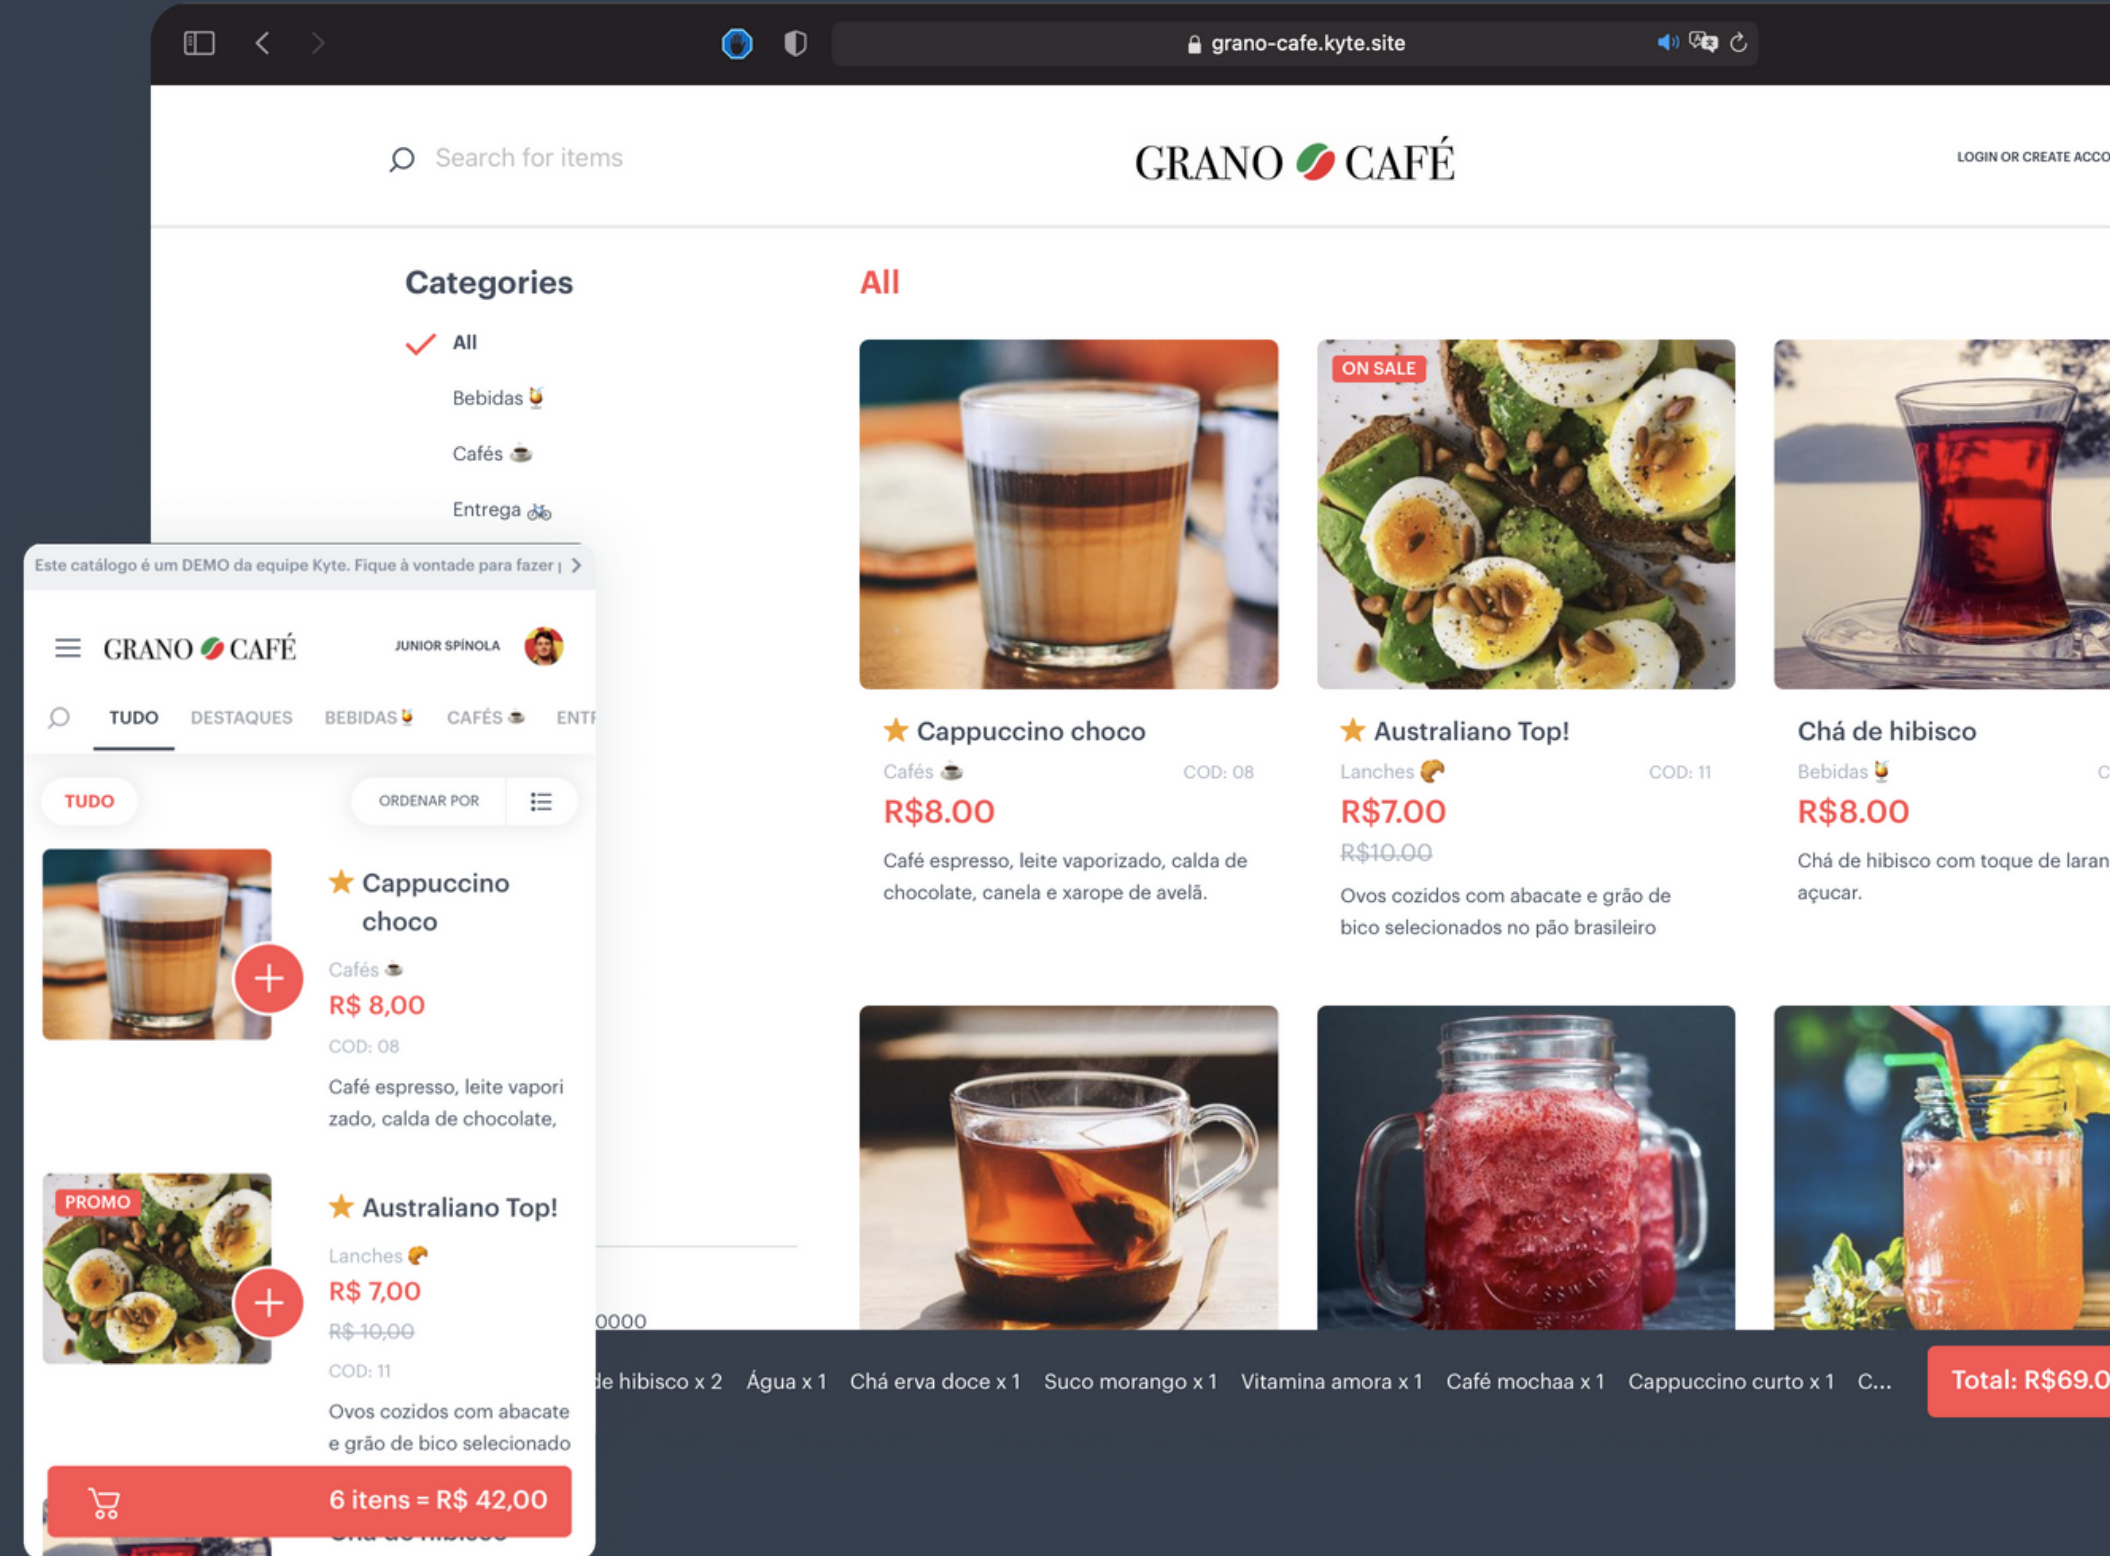 grano-cafe.kyte.site
Search for items
GRANO CAFÉ
LOGIN OR CREATE ACCO
Categories
All
Bebidas
Cafés
Entrega
All
ON SALE
Cappuccino choco
Cafés
COD: 08
R$8.00
Café espresso, leite vaporizado, calda de
chocolate, canela e xarope de avelã.
Australiano Top!
Lanches
COD: 11
R$7.00
R$10.00
Ovos cozidos com abacate e grão de
bico selecionados no pão brasileiro
Chá de hibisco
Bebidas
C
R$8.00
Chá de hibisco com toque de laran
açucar.
0000
de hibisco x 2 Água x 1 Chá erva doce x 1 Suco morango x 1 Vitamina amora x 1 Café mochaa x 1 Cappuccino curto x 1 C...
Total: R$69.0
Este catálogo é um DEMO da equipe Kyte. Fique à vontade para fazer
GRANO CAFÉ
JUNIOR SPÍNOLA
TUDO DESTAQUES BEBIDAS CAFÉS ENTR
TUDO
ORDENAR POR
Cappuccino
choco
Cafés
R$ 8,00
COD: 08
Café espresso, leite vapori
zado, calda de chocolate,
PROMO
Australiano Top!
Lanches
R$ 7,00
R$ 10,00
COD: 11
Ovos cozidos com abacate
e grão de bico selecionado
6 itens = R$ 42,00